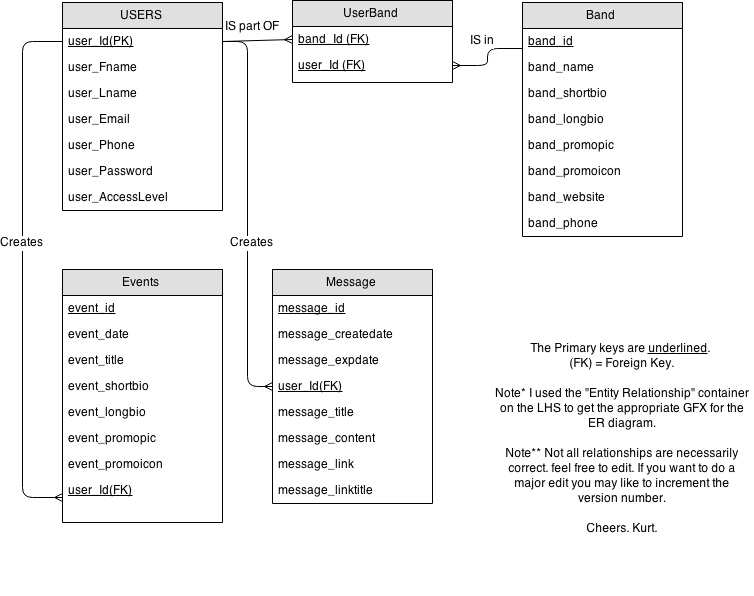 USERS
user_Id(PK)
user_Fname
user_Lname
user_Email
user_Phone
user_Password
user_AccessLevel
IS part OF
UserBand
band_Id (FK)
user_Id (FK)
IS in
Band
band_id
band_name
band_shortbio
band_longbio
band_promopic
band_promoicon
band_website
band_phone
Creates
Creates
Events
event_id
event_date
event_title
event_shortbio
event_longbio
event_promopic
event_promoicon
user_Id(FK)
Message
message_id
message_createdate
message_expdate
user_Id(FK)
message_title
message_content
message_link
message_linktitle
The Primary keys are underlined.
(FK) = Foreign Key.
Note* I used the "Entity Relationship" container
on the LHS to get the appropriate GFX for the
ER diagram.
Note** Not all relationships are necessarily
correct. feel free to edit. If you want to do a
major edit you may like to increment the
version number.
Cheers. Kurt.